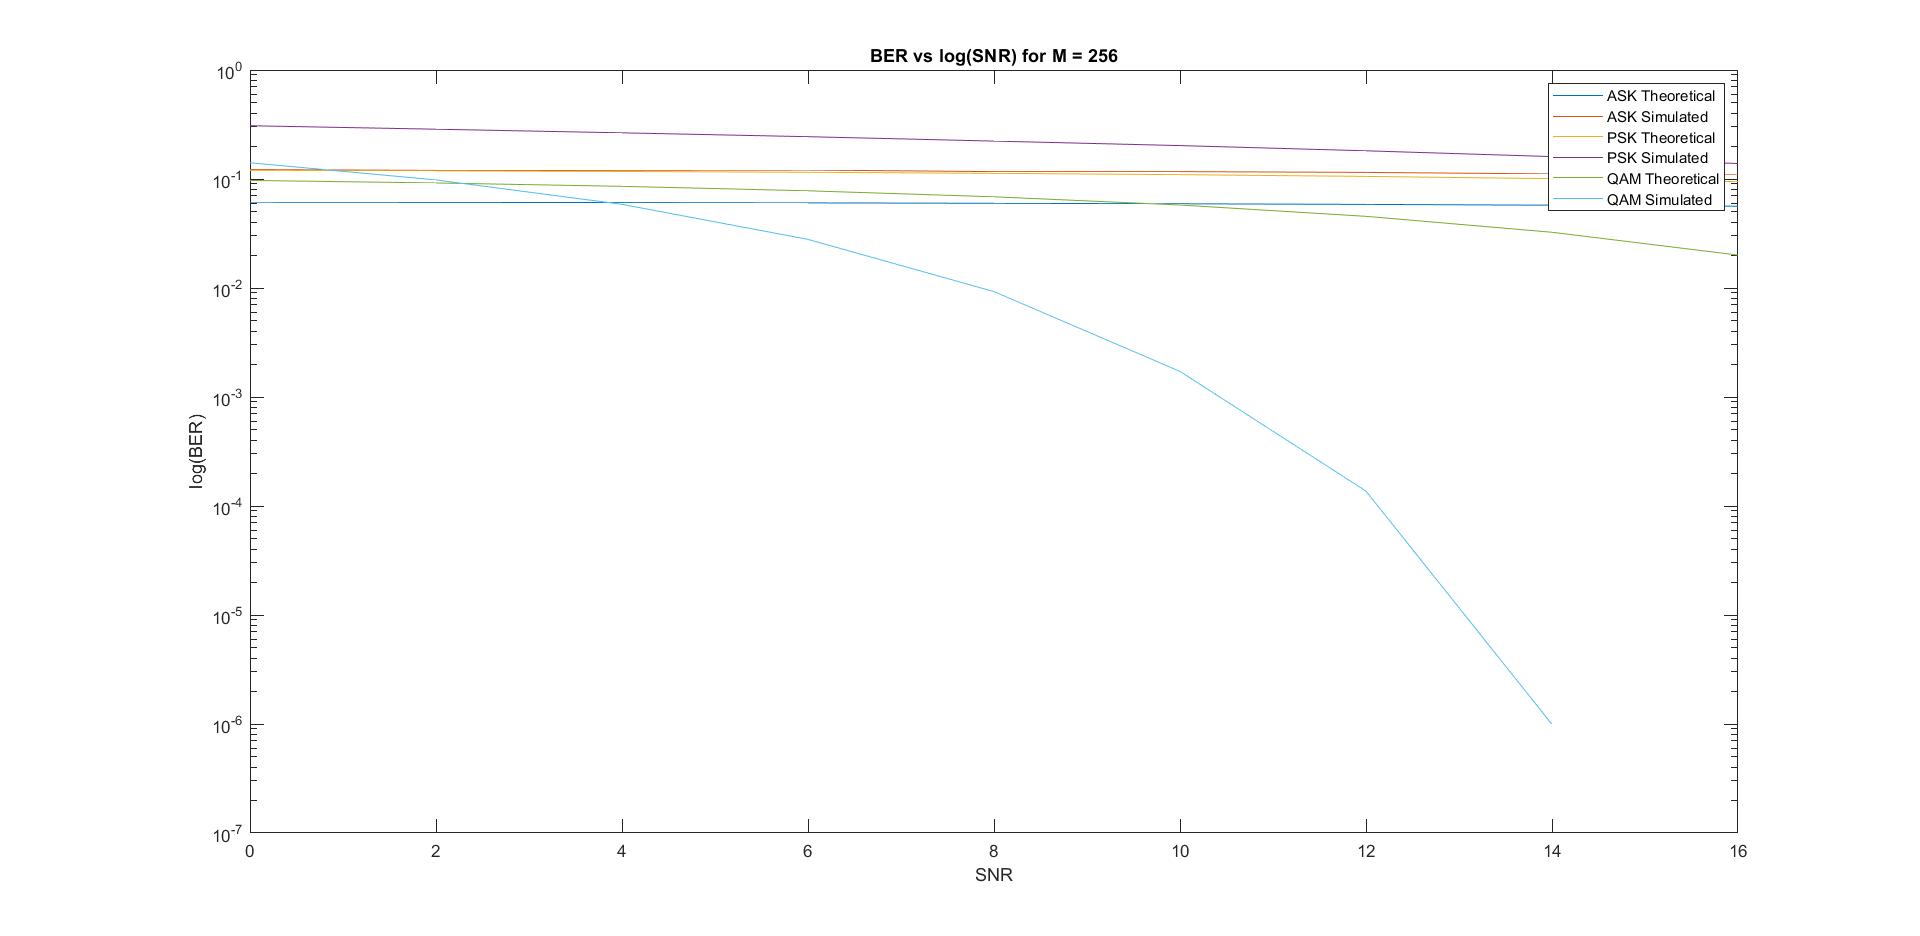 BER vs log(SNR) for M = 256
10^0
10^-1
10^-2
10^-3
10^-4
10^-5
10^-6
10^-7
log(BER)
ASK Theoretical
ASK Simulated
PSK Theoretical
PSK Simulated
QAM Theoretical
QAM Simulated
0 2 4 6 8 10 12 14 16
SNR